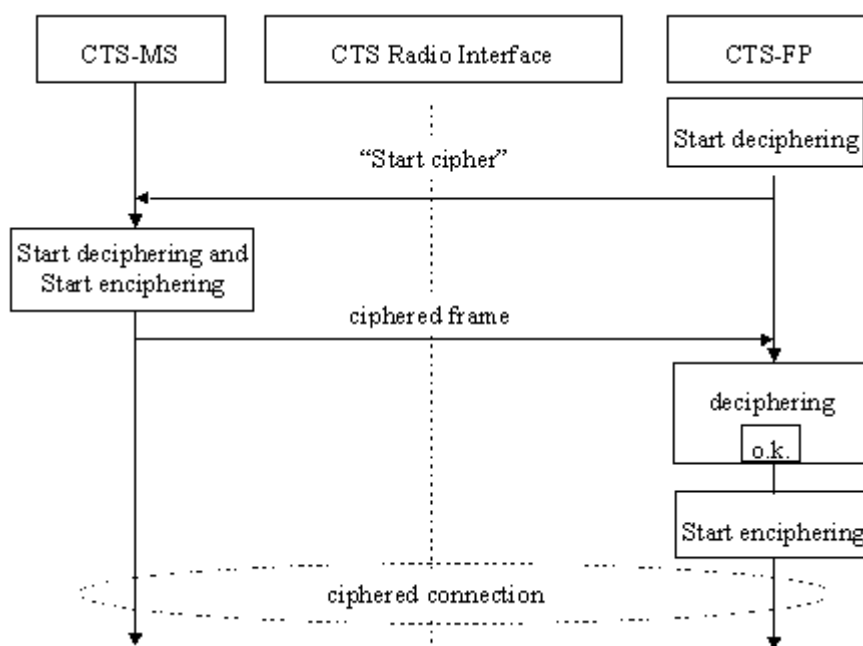 CTS-MS
CTS Radio Interface
CTS-FP
Start deciphering
“Start cipher”
Start deciphering and
Start enciphering
ciphered frame
deciphering
o.k.
Start enciphering
ciphered connection